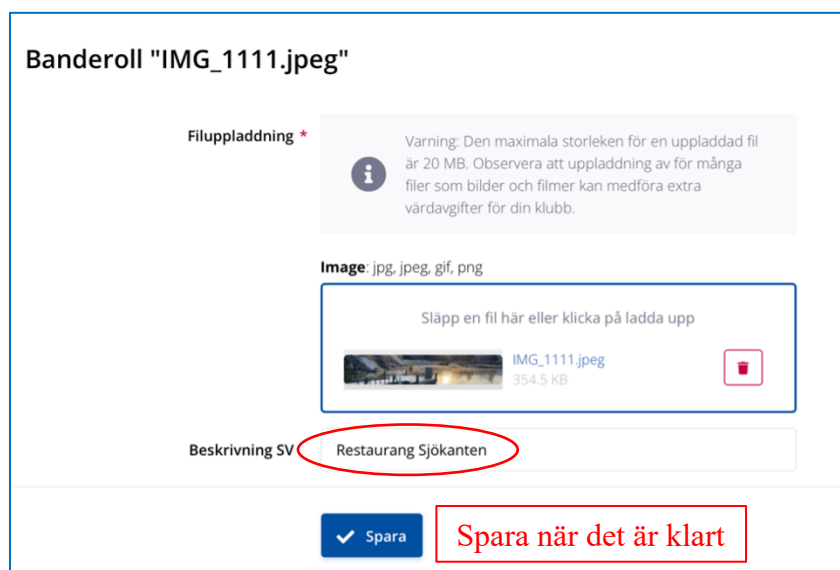 Banderoll "IMG_1111.jpeg"
Filuppladdning *
Varning: Den maximala storleken för en uppladdad fil
är 20 MB. Observera att uppladdning av för många
filer som bilder och filmer kan medföra extra
värdavgifter för din klubb.
Image: jpg, jpeg, gif, png
Släpp en fil här eller klicka på ladda upp
IMG_1111.jpeg
354.5 KB
Beskrivning SV
Restaurang Sjökanten
Spara
Spara när det är klart